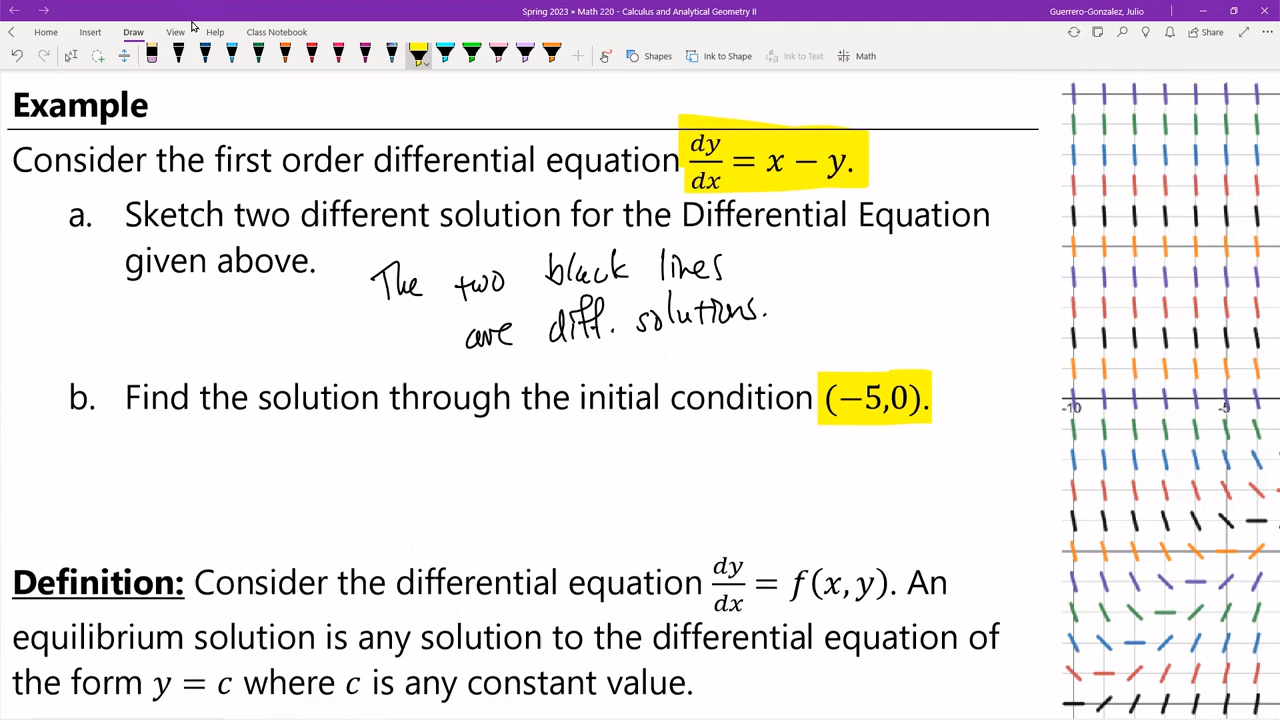 Spring 2023 » Math 220 - Calculus and Analytical Geometry II
Guerrero-Gonzalez, Julio
Home Insert Draw View Help Class Notebook
Share
Shapes Ink to Shape Ink to Text Math
Example
Consider the first order differential equation dy/dx = x − y.
a. Sketch two different solution for the Differential Equation
given above.
The two black lines
are diff. solutions.
b. Find the solution through the initial condition (−5,0).
-10 -5
Definition: Consider the differential equation dy/dx = f(x, y). An
equilibrium solution is any solution to the differential equation of
the form y = c where c is any constant value.